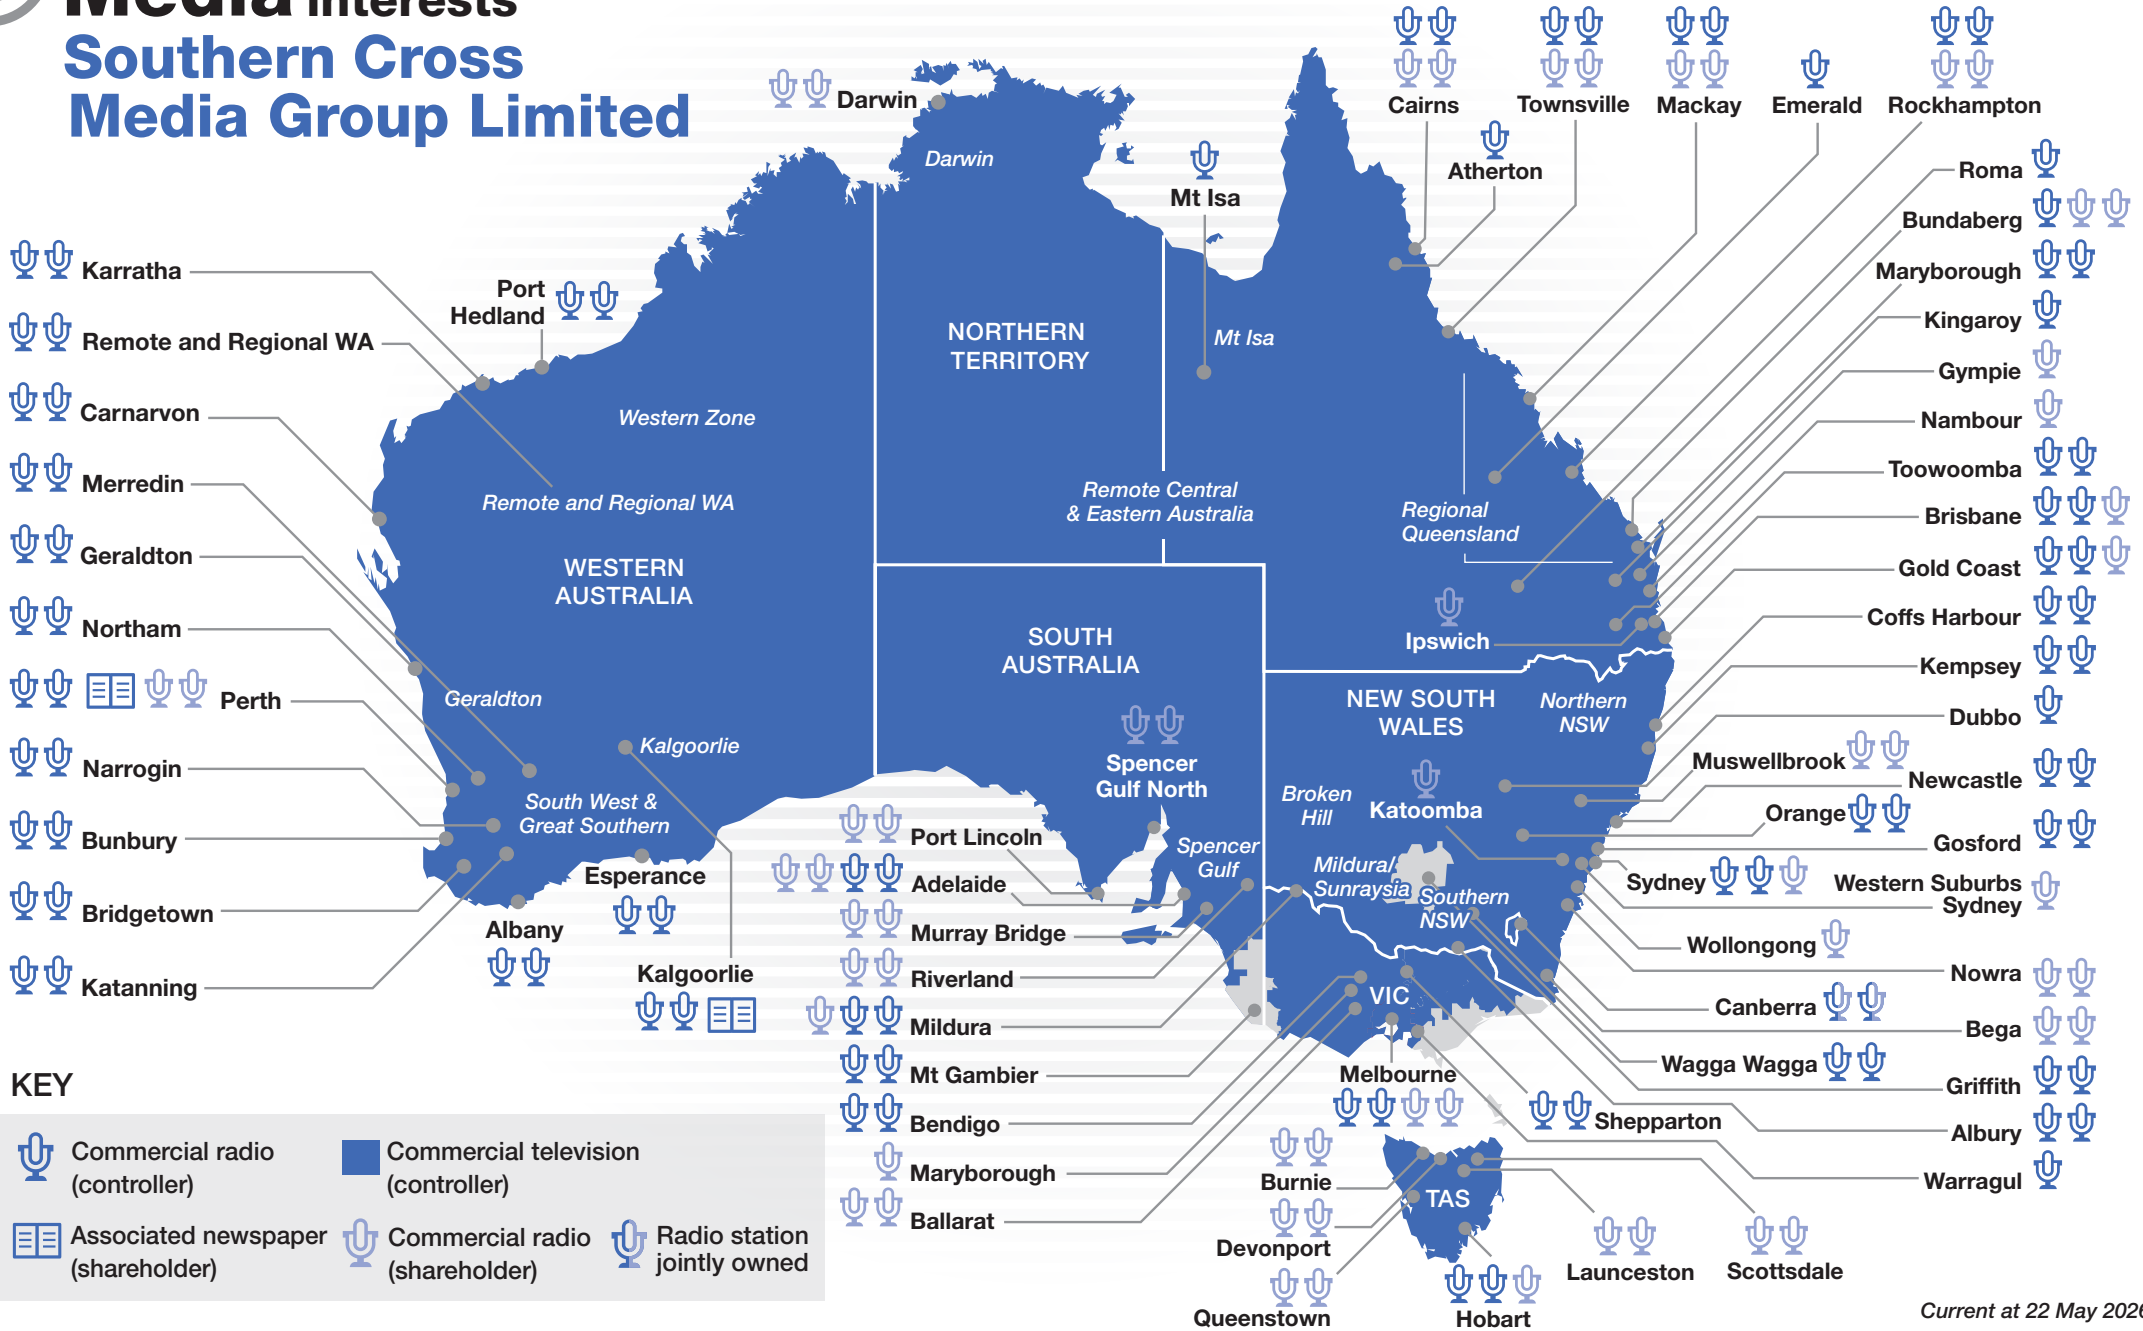 Media interests
Southern Cross
Media Group Limited
Darwin
Darwin
Cairns
Townsville
Mackay
Emerald
Rockhampton
Atherton
Mt Isa
Mt Isa
Roma
Bundaberg
Maryborough
Kingaroy
Gympie
Nambour
Toowoomba
Brisbane
Gold Coast
Coffs Harbour
Kempsey
Dubbo
Muswellbrook
Newcastle
Orange
Gosford
Sydney
Western Suburbs
Sydney
Wollongong
Nowra
Canberra
Bega
Wagga Wagga
Griffith
Shepparton
Albury
Warragul
Karratha
Port
Hedland
Remote and Regional WA
Carnarvon
Merredin
Geraldton
Northam
Perth
Narrogin
Bunbury
Bridgetown
Katanning
Albany
Esperance
Kalgoorlie
Western Zone
Remote and Regional WA
WESTERN
AUSTRALIA
Geraldton
Kalgoorlie
South West &
Great Southern
NORTHERN
TERRITORY
Remote Central
& Eastern Australia
Regional
Queensland
Ipswich
SOUTH
AUSTRALIA
Spencer
Gulf North
Spencer
Gulf
NEW SOUTH
WALES
Northern
NSW
Broken
Hill
Katoomba
Mildura/
Sunraysia
Southern
NSW
VIC
TAS
Port Lincoln
Adelaide
Murray Bridge
Riverland
Mildura
Mt Gambier
Bendigo
Maryborough
Ballarat
Melbourne
Burnie
Devonport
Queenstown
Hobart
Launceston
Scottsdale
KEY
Commercial radio
(controller)
Commercial television
(controller)
Associated newspaper
(shareholder)
Commercial radio
(shareholder)
Radio station
jointly owned
Current at 22 May 2026